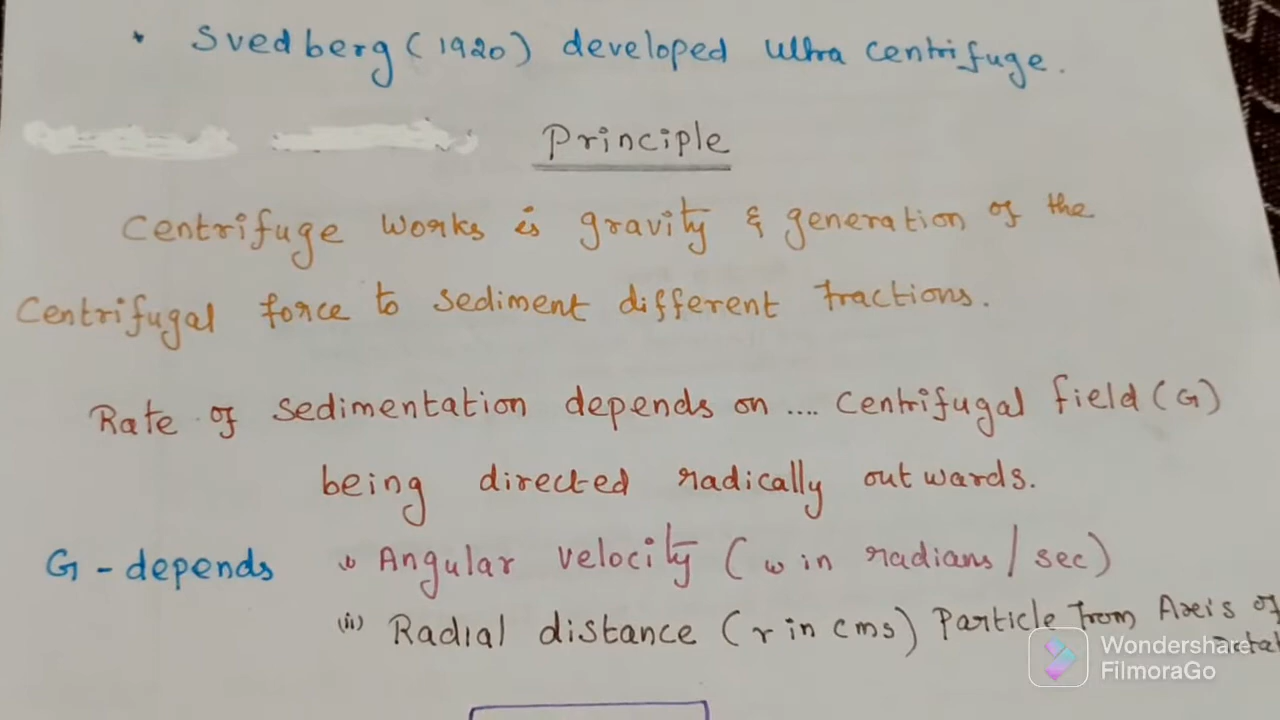 * Svedberg (1920) developed ultra centrifuge.
Principle
Centrifuge works is gravity & generation of the
Centrifugal force to sediment different fractions.
Rate of sedimentation depends on .... Centrifugal field (G)
being directed radically outwards.
G - depends (i) Angular velocity (ω in radians / sec)
(ii) Radial distance (r in cms) Particle from Axis of
Wondershare
FilmoraGo